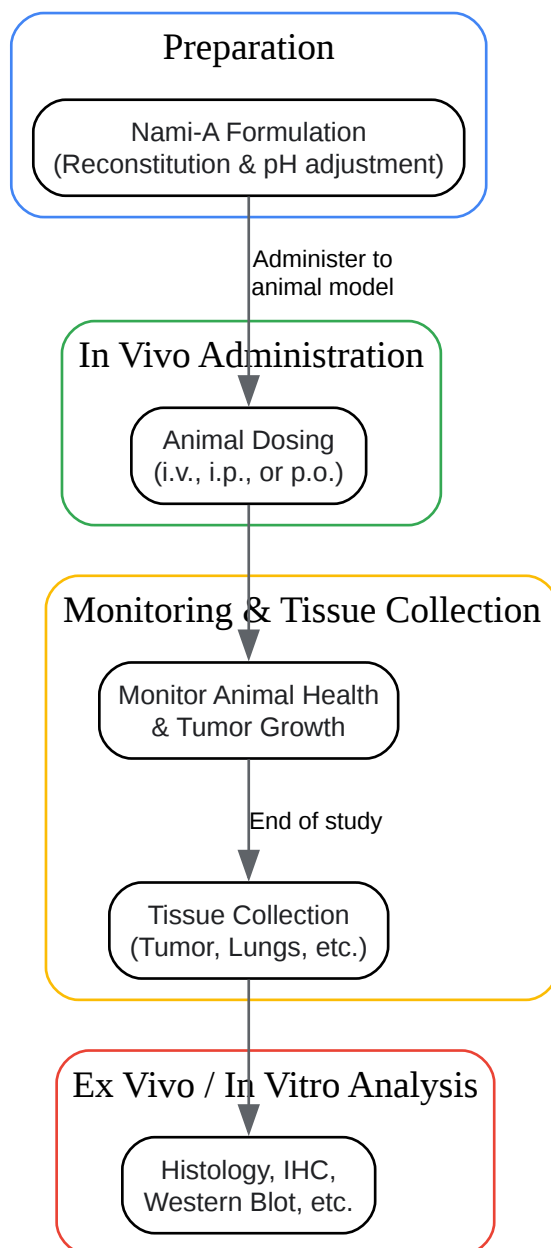 Preparation
Nami-A Formulation
(Reconstitution & pH adjustment)
Administer to
animal model
In Vivo Administration
Animal Dosing
(i.v., i.p., or p.o.)
Monitoring & Tissue Collection
Monitor Animal Health
& Tumor Growth
End of study
Tissue Collection
(Tumor, Lungs, etc.)
Ex Vivo / In Vitro Analysis
Histology, IHC,
Western Blot, etc.